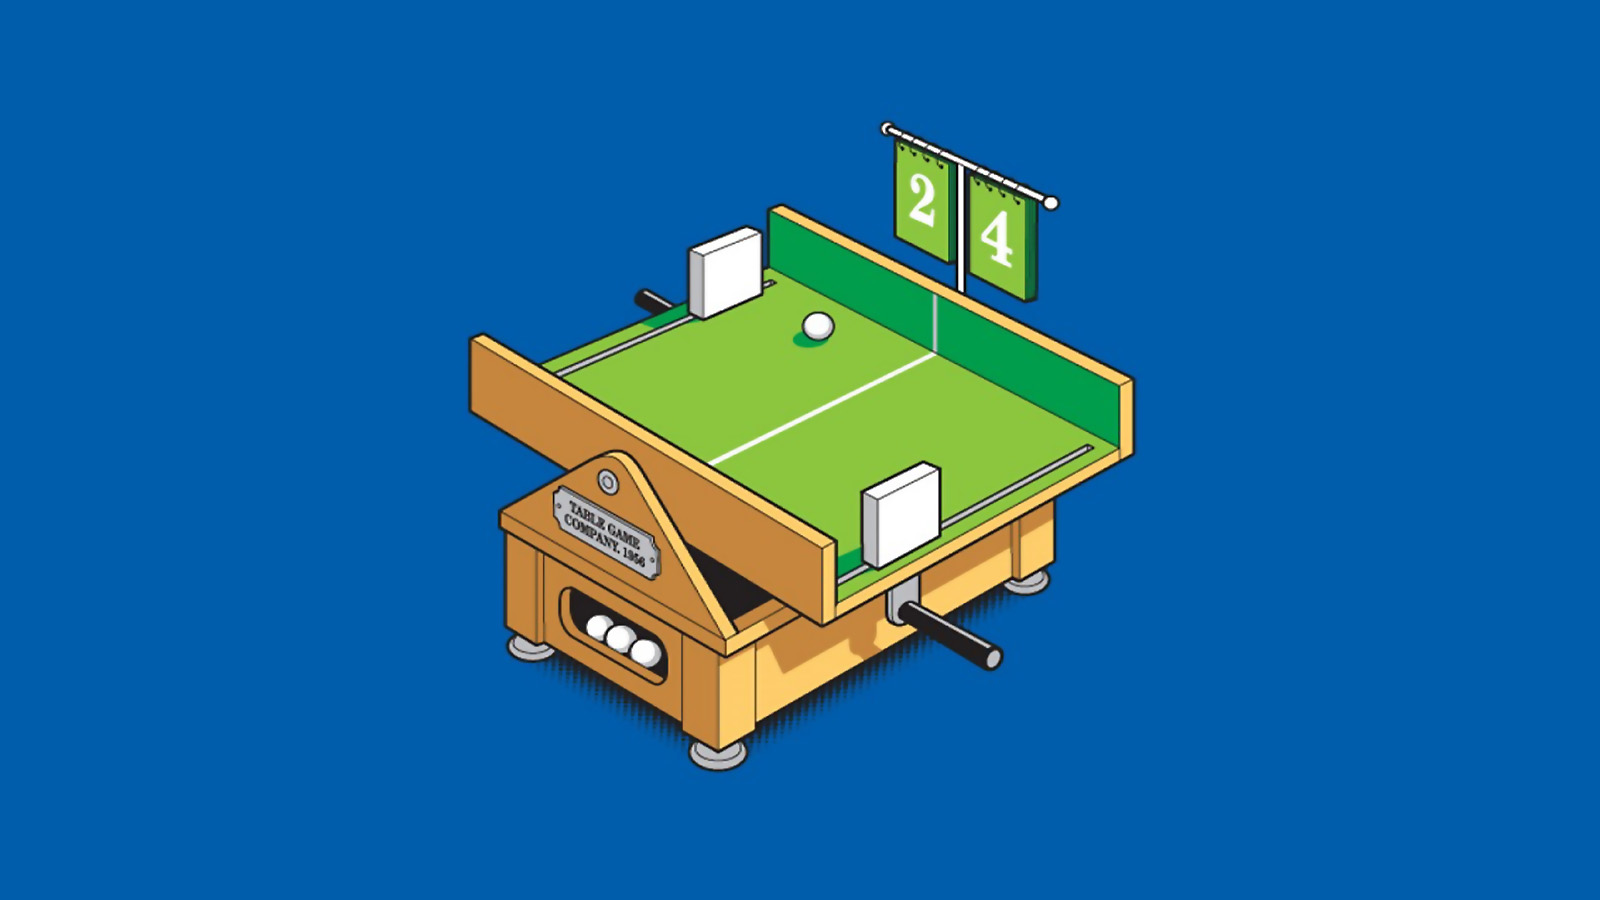 2
4
TABLE GAME
COMPANY. 1956